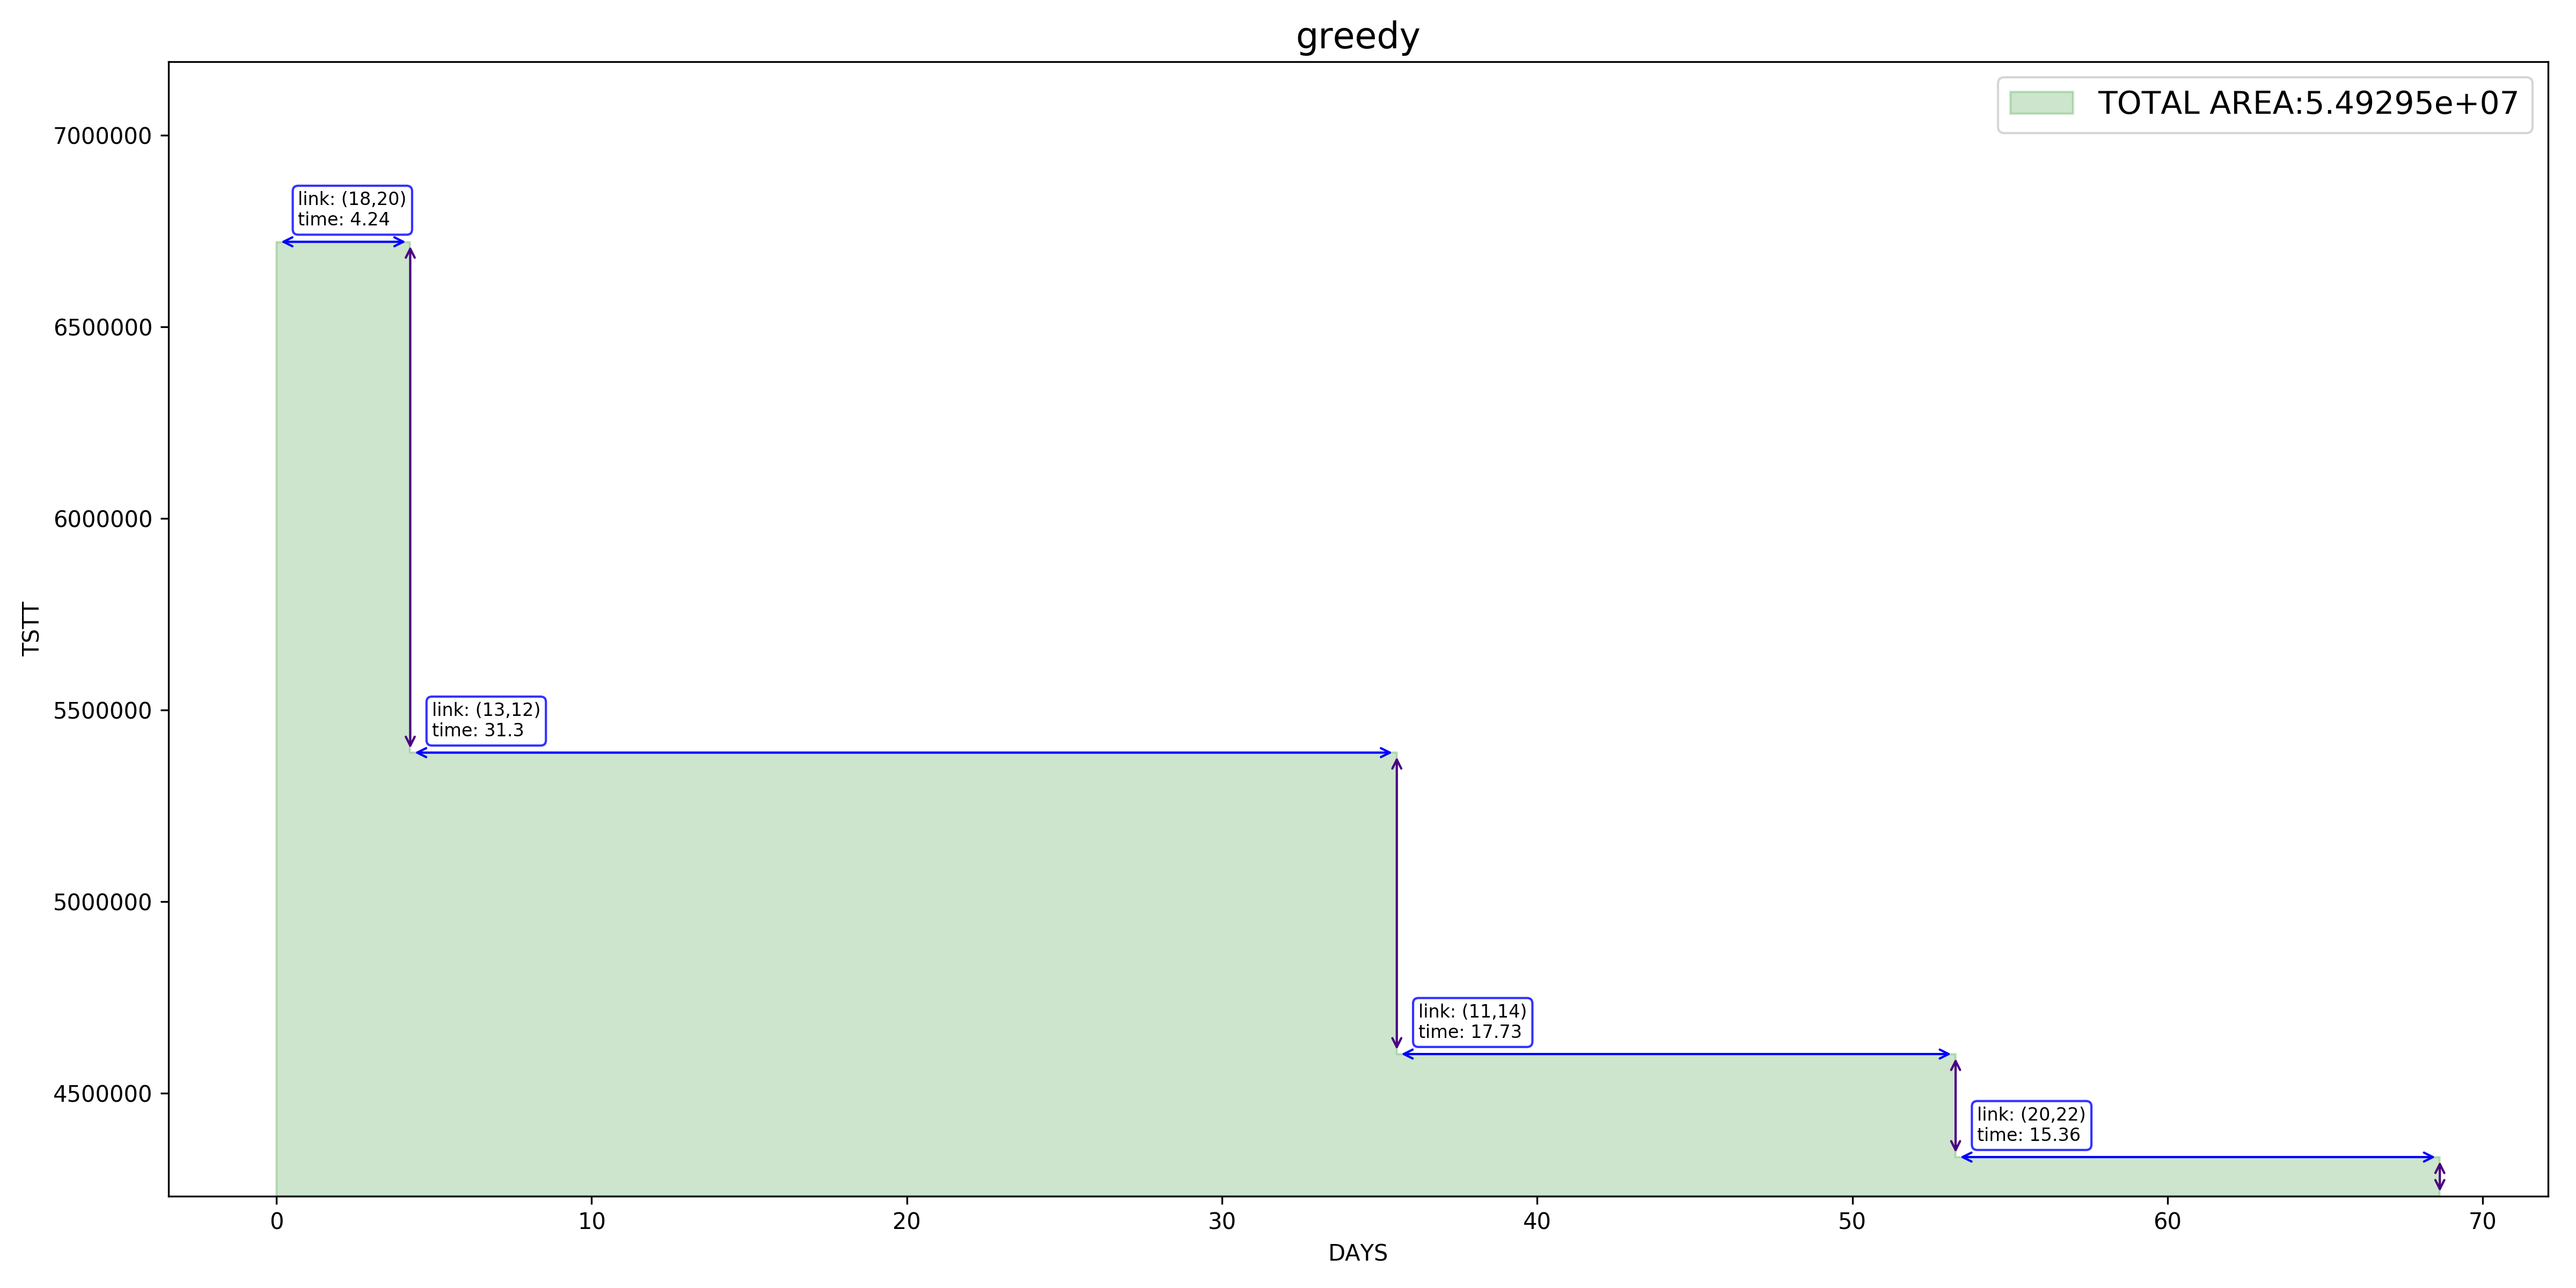 greedy
TOTAL AREA:5.49295e+07
7000000
6500000
6000000
5500000
5000000
4500000
TSTT
link: (18,20)
time: 4.24
link: (13,12)
time: 31.3
link: (11,14)
time: 17.73
link: (20,22)
time: 15.36
0 10 20 30 40 50 60 70
DAYS